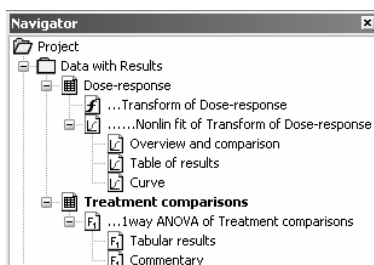 Navigator
Project
Data with Results
Dose-response
...Transform of Dose-response
......Nonlin fit of Transform of Dose-response
Overview and comparison
Table of results
Curve
Treatment comparisons
...1way ANOVA of Treatment comparisons
Tabular results
Commentary